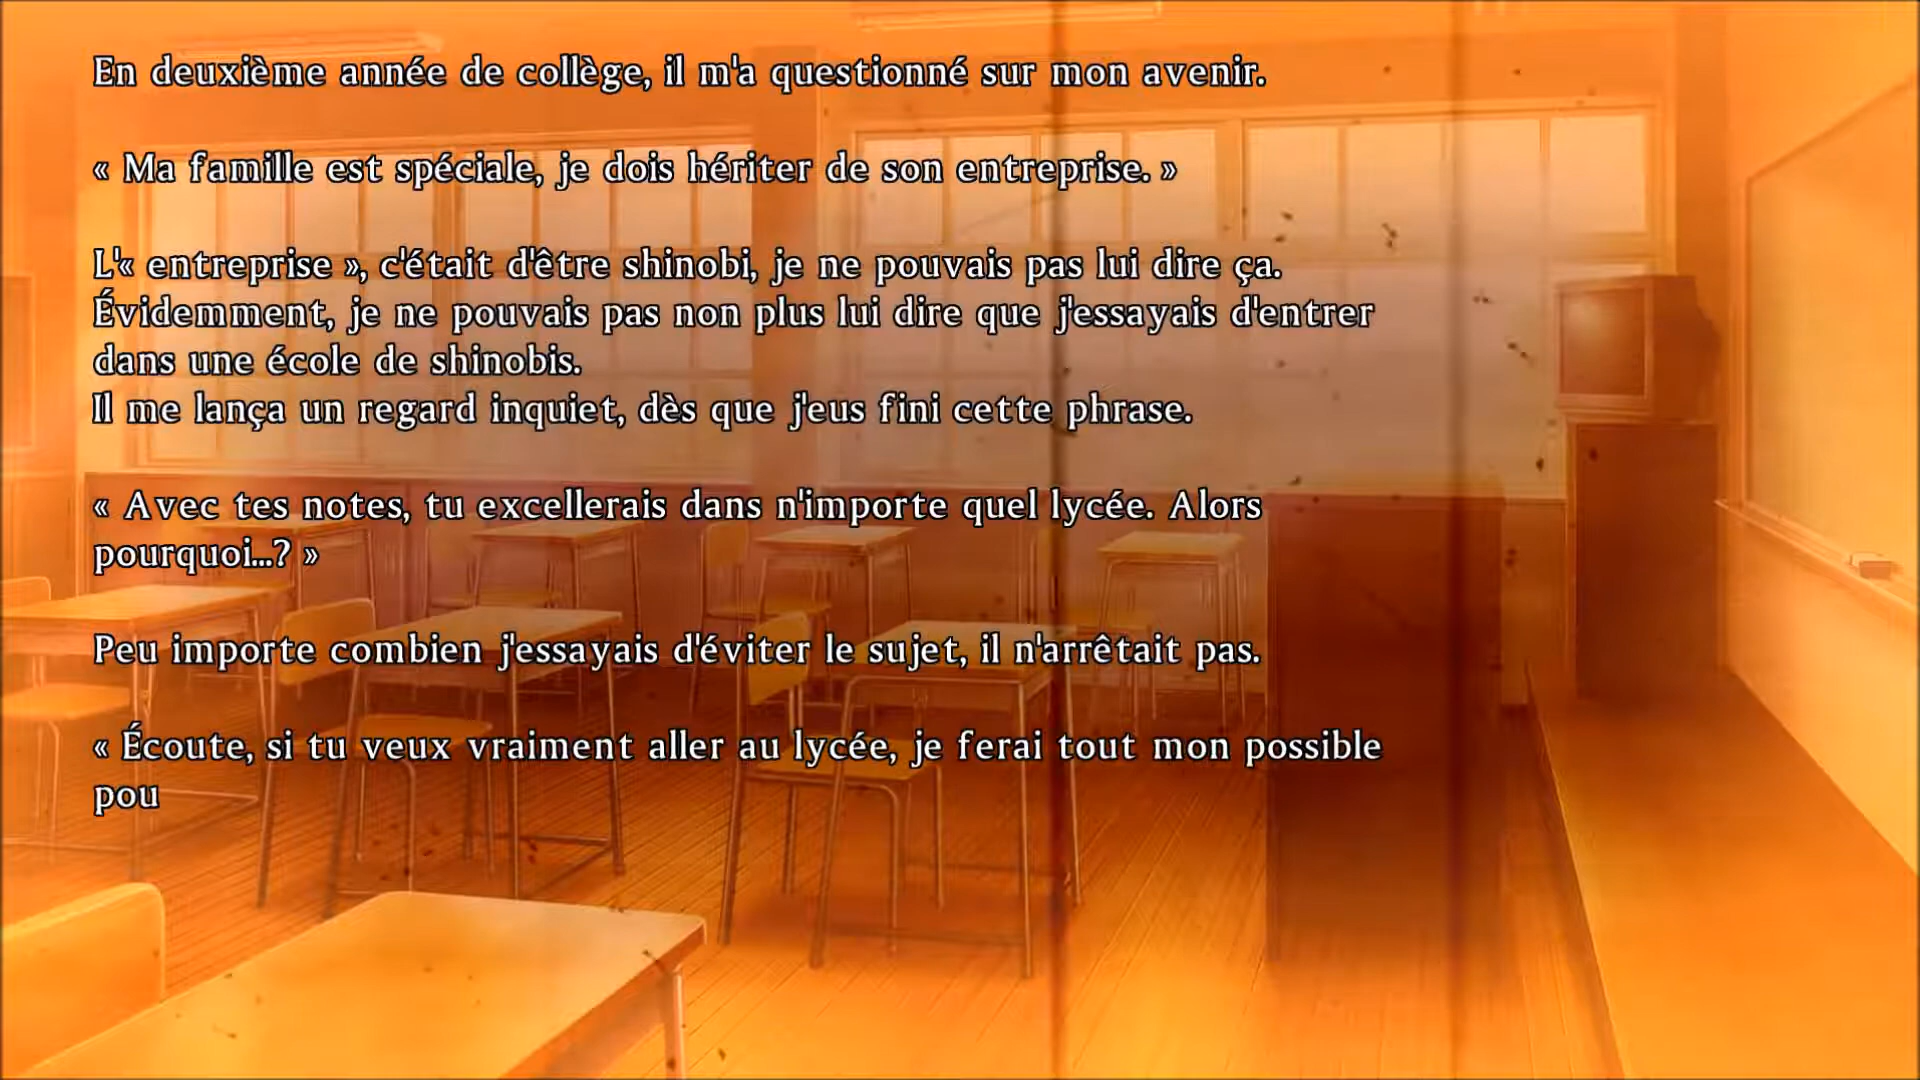 En deuxième année de collège, il m'a questionné sur mon avenir.
« Ma famille est spéciale, je dois hériter de son entreprise. »
L'« entreprise », c'était d'être shinobi, je ne pouvais pas lui dire ça.
Évidemment, je ne pouvais pas non plus lui dire que j'essayais d'entrer
dans une école de shinobis.
Il me lança un regard inquiet, dès que j'eus fini cette phrase.
« Avec tes notes, tu excellerais dans n'importe quel lycée. Alors
pourquoi...? »
Peu importe combien j'essayais d'éviter le sujet, il n'arrêtait pas.
« Écoute, si tu veux vraiment aller au lycée, je ferai tout mon possible
pou